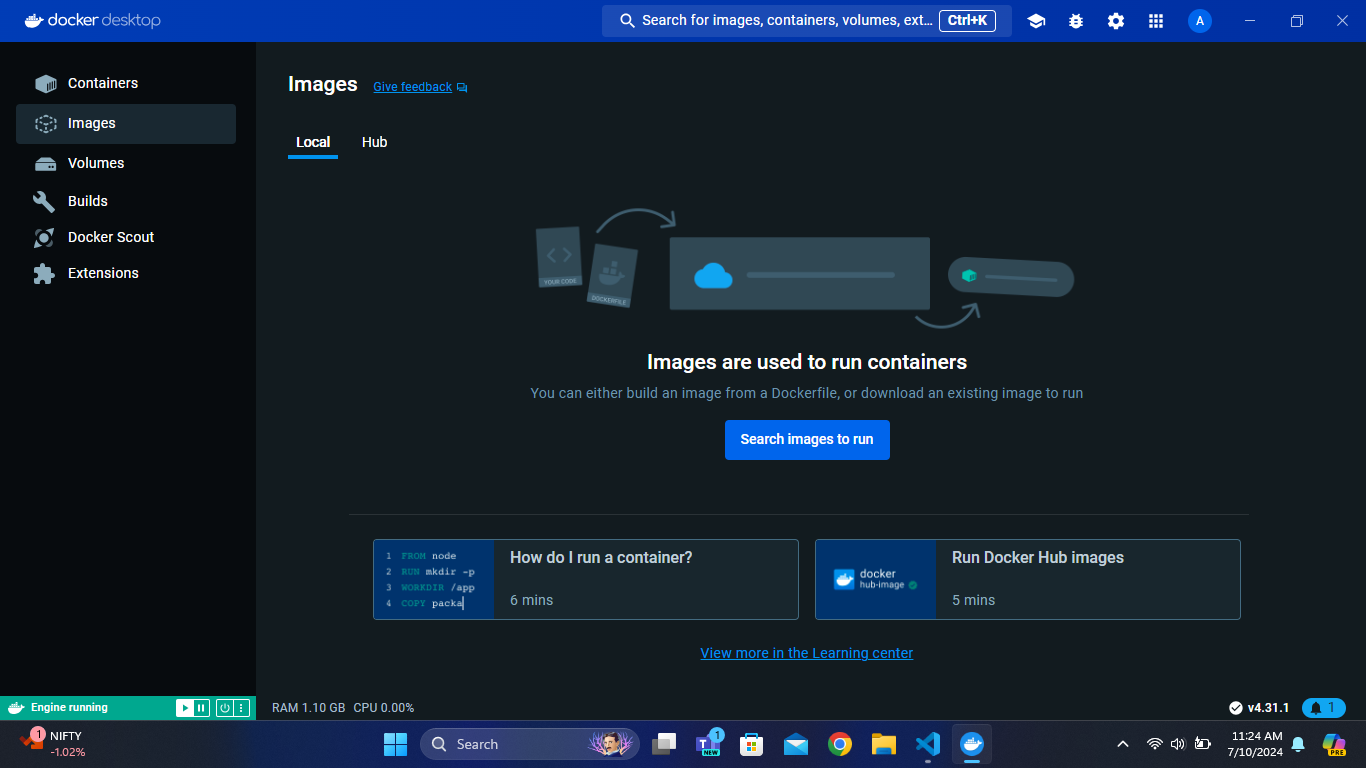 docker desktop
Search for images, containers, volumes, ext... Ctrl+K
A
Containers
Images
Volumes
Builds
Docker Scout
Extensions
Images Give feedback
Local Hub
YOUR CODE
DOCKERFILE
Images are used to run containers
You can either build an image from a Dockerfile, or download an existing image to run
Search images to run
1 FROM node
2 RUN mkdir -p
3 WORKDIR /app
4 COPY packa
How do I run a container?
6 mins
docker
hub-image
Run Docker Hub images
5 mins
View more in the Learning center
Engine running
RAM 1.10 GB CPU 0.00%
v4.31.1
1
1
NIFTY
-1.02%
Search
1
NEW
11:24 AM
7/10/2024
PRE